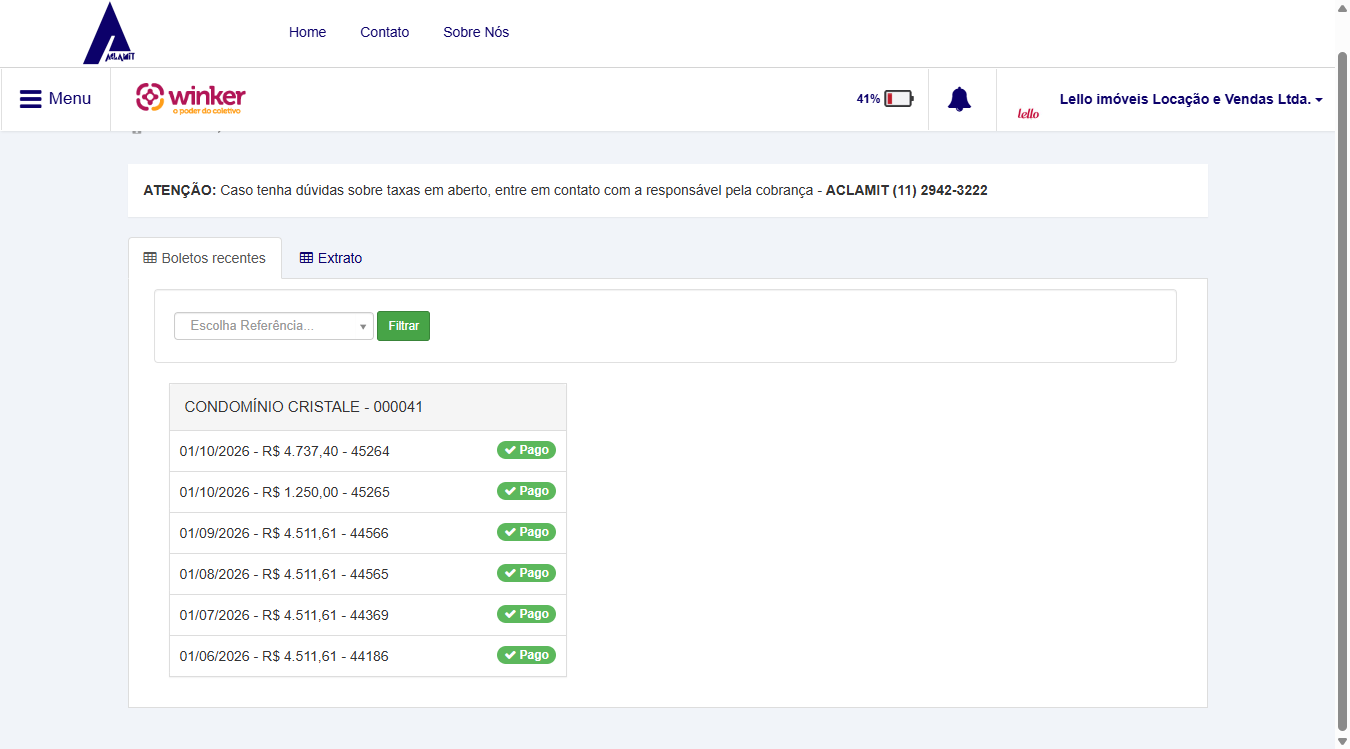 ACLAMIT
Home Contato Sobre Nós
Menu
winker
o poder do coletivo
41%
lello
Lello imóveis Locação e Vendas Ltda.
ATENÇÃO: Caso tenha dúvidas sobre taxas em aberto, entre em contato com a responsável pela cobrança - ACLAMIT (11) 2942-3222
Boletos recentes Extrato
Escolha Referência... Filtrar
CONDOMÍNIO CRISTALE - 000041
01/10/2026 - R$ 4.737,40 - 45264 Pago
01/10/2026 - R$ 1.250,00 - 45265 Pago
01/09/2026 - R$ 4.511,61 - 44566 Pago
01/08/2026 - R$ 4.511,61 - 44565 Pago
01/07/2026 - R$ 4.511,61 - 44369 Pago
01/06/2026 - R$ 4.511,61 - 44186 Pago